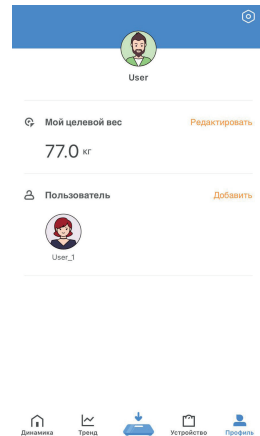 User
Мой целевой вес Редактировать
77.0 кг
Пользователь Добавить
User_1
Динамика Тренд Устройство Профиль